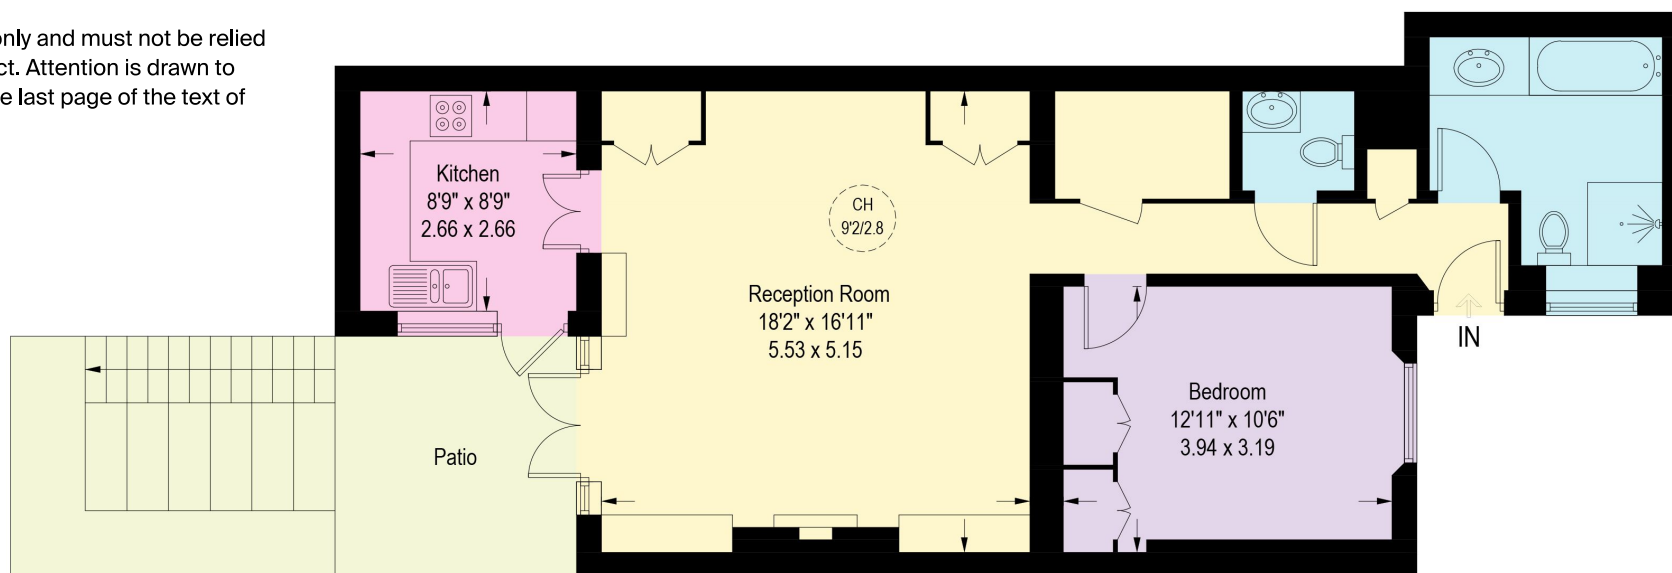 only and must not be relied
ct. Attention is drawn to
e last page of the text of
Kitchen
8'9" x 8'9"
2.66 x 2.66
CH
9'2/2.8
Reception Room
18'2" x 16'11"
5.53 x 5.15
IN
Bedroom
12'11" x 10'6"
3.94 x 3.19
Patio